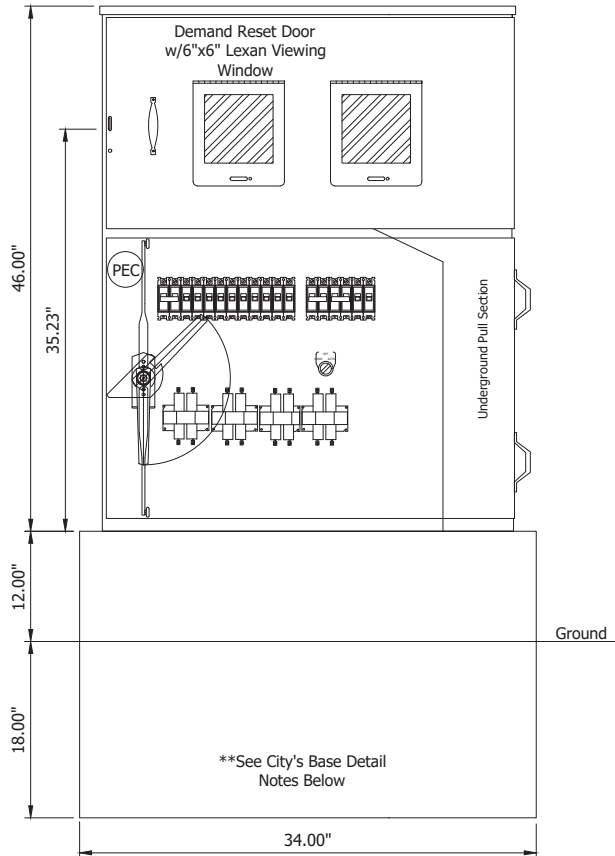 Demand Reset Door
w/6"x6" Lexan Viewing
Window
46.00"
35.23"
PEC
Underground Pull Section
12.00"
Ground
18.00"
**See City's Base Detail
Notes Below
34.00"